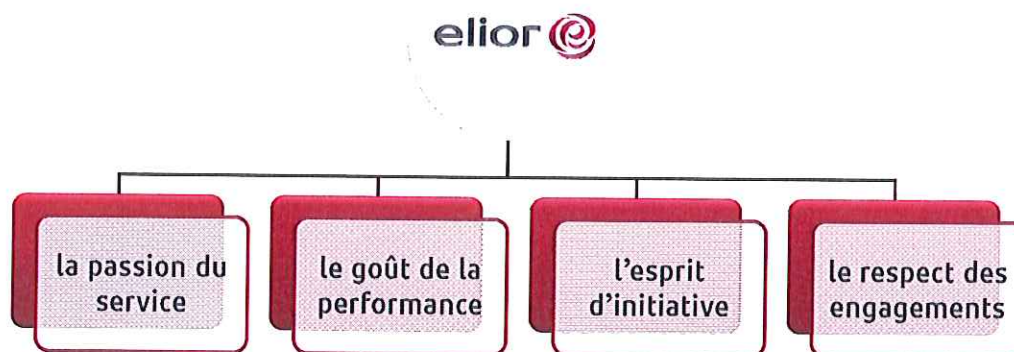 elior
la passion du
service
le goût de la
performance
l'esprit
d'initiative
le respect des
engagements